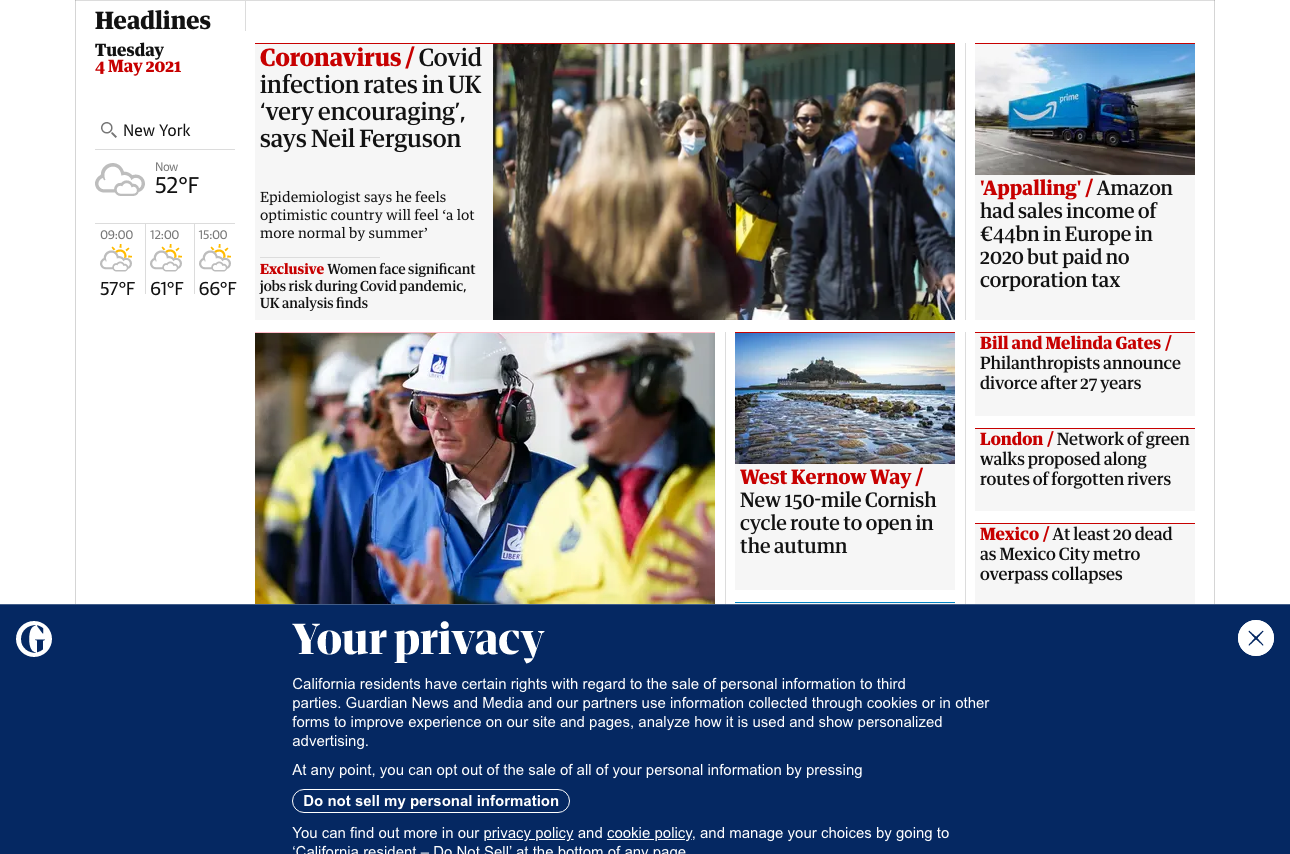 Headlines
Tuesday
4 May 2021
New York
Now
52°F
09:00
12:00
15:00
57°F
61°F
66°F
Coronavirus / Covid
infection rates in UK
‘very encouraging’,
says Neil Ferguson
Epidemiologist says he feels
optimistic country will feel ‘a lot
more normal by summer’
Exclusive Women face significant
jobs risk during Covid pandemic,
UK analysis finds
prime
'Appalling' / Amazon
had sales income of
€44bn in Europe in
2020 but paid no
corporation tax
West Kernow Way /
New 150-mile Cornish
cycle route to open in
the autumn
Bill and Melinda Gates /
Philanthropists announce
divorce after 27 years
London / Network of green
walks proposed along
routes of forgotten rivers
Mexico / At least 20 dead
as Mexico City metro
overpass collapses
Your privacy
California residents have certain rights with regard to the sale of personal information to third
parties. Guardian News and Media and our partners use information collected through cookies or in other
forms to improve experience on our site and pages, analyze how it is used and show personalized
advertising.
At any point, you can opt out of the sale of all of your personal information by pressing
Do not sell my personal information
You can find out more in our privacy policy and cookie policy, and manage your choices by going to
‘California resident – Do Not Sell’ at the bottom of any page.